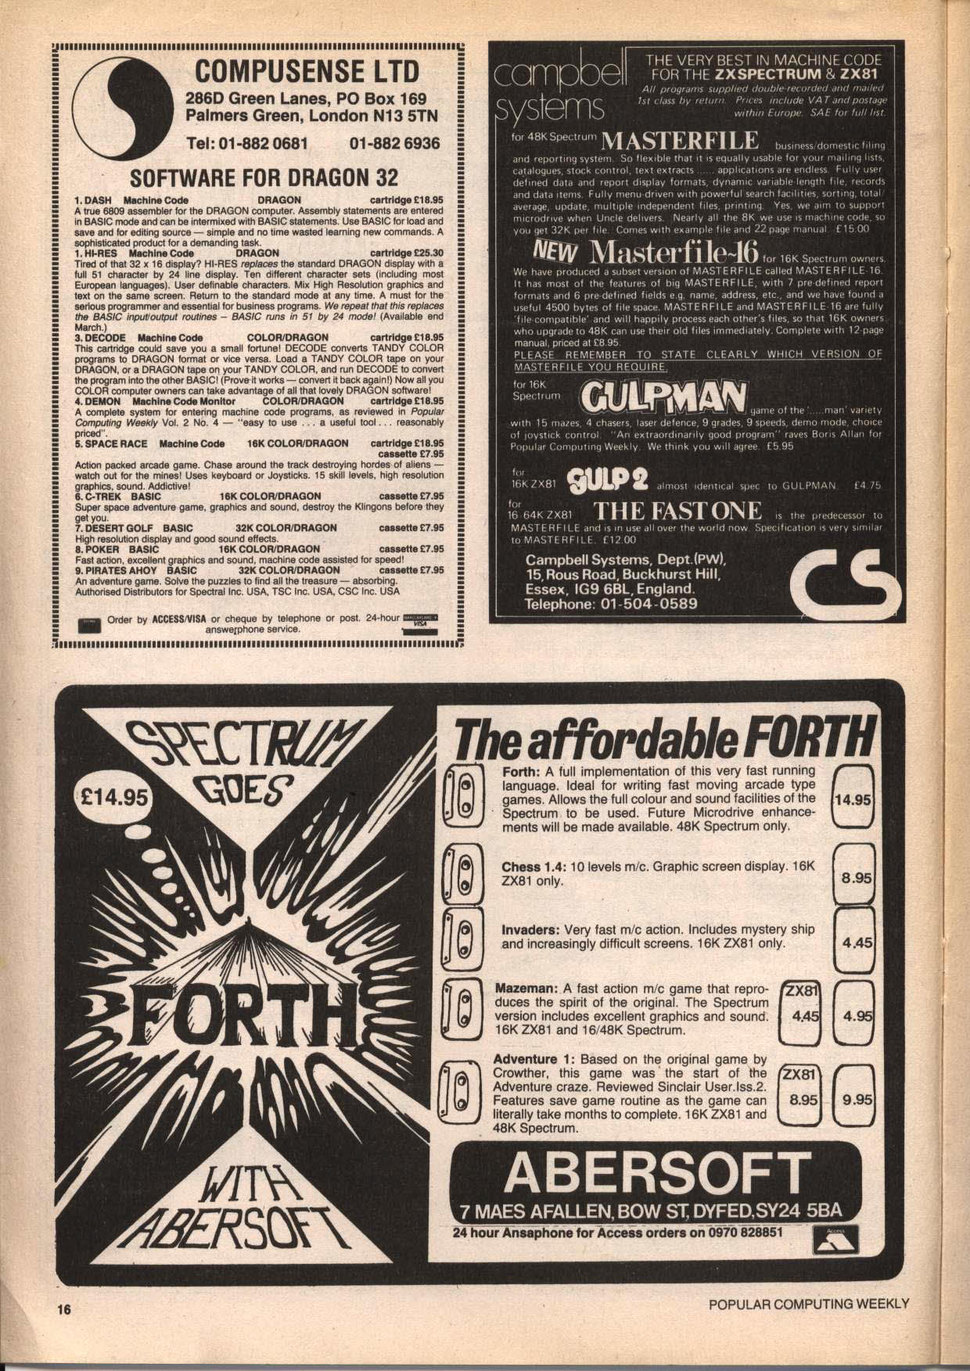 COMPUSENSE LTD
286D Green Lanes, PO Box 169
Palmers Green, London N13 5TN
Tel: 01-882 0681 01-882 6936
SOFTWARE FOR DRAGON 32
1. DASH Machine Code DRAGON cartridge £18.95
A true 6809 assembler for the DRAGON computer. Assembly statements are entered
in BASIC mode and can be intermixed with BASIC statements. Use BASIC for load and
save and for editing source — simple and no time wasted learning new commands. A
sophisticated product for a demanding task.
1. HI-RES Machine Code DRAGON cartridge £25.30
Tired of that 32 x 16 display? HI-RES replaces the standard DRAGON display with a
full 51 character by 24 line display. Ten different character sets (including most
European languages). User definable characters. Mix High Resolution graphics and
text on the same screen. Return to the standard mode at any time. A must for the
serious programmer and essential for business programs. We repeat that this replaces
the BASIC input/output routines – BASIC runs in 51 by 24 mode! (Available end
March.)
3. DECODE Machine Code COLOR/DRAGON cartridge £18.95
This cartridge could save you a small fortune! DECODE converts TANDY COLOR
programs to DRAGON format or vice versa. Load a TANDY COLOR tape on your
DRAGON, or a DRAGON tape on your TANDY COLOR, and run DECODE to convert
the program into the other BASIC! (Prove it works — convert it back again!) Now all you
COLOR computer owners can take advantage of all that lovely DRAGON software!
4. DEMON Machine Code Monitor COLOR/DRAGON cartridge £18.95
A complete system for entering machine code programs, as reviewed in Popular
Computing Weekly Vol. 2 No. 4 — "easy to use . . . a useful tool . . . reasonably
priced".
5. SPACE RACE Machine Code 16K COLOR/DRAGON cartridge £18.95
cassette £7.95
Action packed arcade game. Chase around the track destroying hordes of aliens —
watch out for the mines! Uses keyboard or Joysticks. 15 skill levels, high resolution
graphics, sound. Addictive!
6. C-TREK BASIC 16K COLOR/DRAGON cassette £7.95
Super space adventure game, graphics and sound, destroy the Klingons before they
get you.
7. DESERT GOLF BASIC 32K COLOR/DRAGON cassette £7.95
High resolution display and good sound effects.
8. POKER BASIC 16K COLOR/DRAGON cassette £7.95
Fast action, excellent graphics and sound, machine code assisted for speed!
9. PIRATES AHOY BASIC 32K COLOR/DRAGON cassette £7.95
An adventure game. Solve the puzzles to find all the treasure — absorbing.
Authorised Distributors for Spectral Inc. USA, TSC Inc. USA, CSC Inc. USA
Order by ACCESS/VISA or cheque by telephone or post. 24-hour
answerphone service.
VISA
campbell
systems
THE VERY BEST IN MACHINE CODE
FOR THE ZXSPECTRUM & ZX81
All programs supplied double-recorded and mailed
1st class by return. Prices include VAT and postage
within Europe. SAE for full list.
for 48K Spectrum MASTERFILE business/domestic filing
and reporting system. So flexible that it is equally usable for your mailing lists,
catalogues, stock control, text extracts ...... applications are endless. Fully user
defined data and report display formats, dynamic variable-length file, records
and data items. Fully menu-driven with powerful search facilities, sorting, total/
average, update, multiple independent files, printing. Yes, we aim to support
microdrive when Uncle delivers. Nearly all the 8K we use is machine code, so
you get 32K per file. Comes with example file and 22 page manual. £15.00
NEW Masterfile-16 for 16K Spectrum owners.
We have produced a subset version of MASTERFILE called MASTERFILE-16.
It has most of the features of big MASTERFILE, with 7 pre-defined report
formats and 6 pre-defined fields e.g. name, address, etc., and we have found a
useful 4500 bytes of file space. MASTERFILE and MASTERFILE-16 are fully
'file-compatible' and will happily process each other's files, so that 16K owners
who upgrade to 48K can use their old files immediately. Complete with 12-page
manual, priced at £8.95.
PLEASE REMEMBER TO STATE CLEARLY WHICH VERSION OF
MASTERFILE YOU REQUIRE.
for 16K
Spectrum GULPMAN game of the '.....man' variety
with 15 mazes, 4 chasers, laser defence, 9 grades, 9 speeds, demo mode, choice
of joystick control. "An extraordinarily good program" raves Boris Allan for
Popular Computing Weekly. We think you will agree. £5.95
for
16K ZX81 GULP 2 almost identical spec to GULPMAN. £4.75
for
16-64K ZX81 THE FAST ONE is the predecessor to
MASTERFILE and is in use all over the world now. Specification is very similar
to MASTERFILE. £12.00
Campbell Systems, Dept.(PW),
15, Rous Road, Buckhurst Hill,
Essex, IG9 6BL, England.
Telephone: 01-504-0589
CS
SPECTRUM
GOES
£14.95
FORTH
WITH
ABERSOFT
The affordable FORTH
Forth: A full implementation of this very fast running
language. Ideal for writing fast moving arcade type
games. Allows the full colour and sound facilities of the
Spectrum to be used. Future Microdrive enhance-
ments will be made available. 48K Spectrum only.
14.95
Chess 1.4: 10 levels m/c. Graphic screen display. 16K
ZX81 only.
8.95
Invaders: Very fast m/c action. Includes mystery ship
and increasingly difficult screens. 16K ZX81 only.
4.45
Mazeman: A fast action m/c game that repro-
duces the spirit of the original. The Spectrum
version includes excellent graphics and sound.
16K ZX81 and 16/48K Spectrum.
ZX81
4.45 4.95
Adventure 1: Based on the original game by
Crowther, this game was the start of the
Adventure craze. Reviewed Sinclair User.Iss.2.
Features save game routine as the game can
literally take months to complete. 16K ZX81 and
48K Spectrum.
ZX81
8.95 9.95
ABERSOFT
7 MAES AFALLEN, BOW ST, DYFED, SY24 5BA
24 hour Ansaphone for Access orders on 0970 828851
Access
16
POPULAR COMPUTING WEEKLY